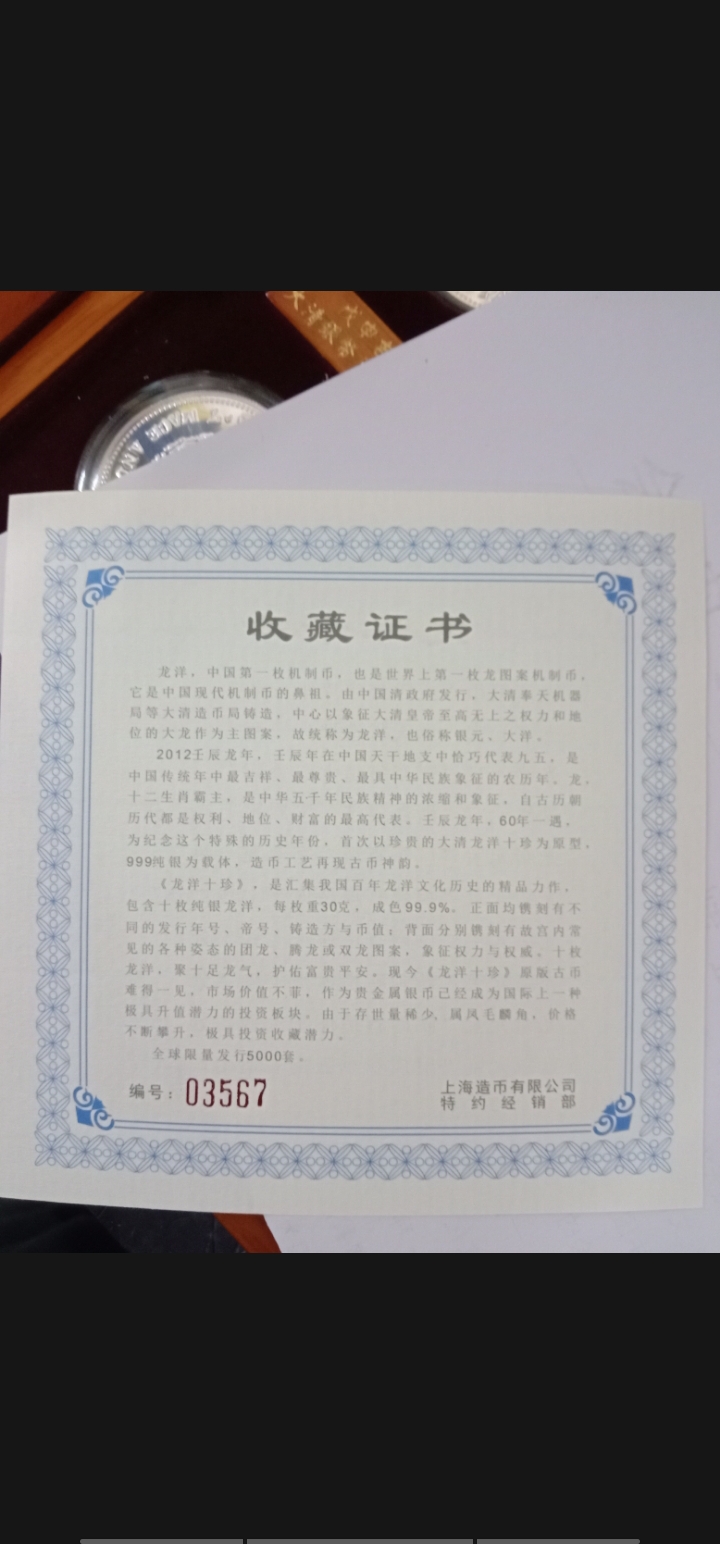 大清银币
戊申吉
MACE AND
收藏证书
龙洋，中国第一枚机制币，也是世界上第一枚龙图案机制币，
它是中国现代机制币的鼻祖。由中国清政府发行，大清奉天机器
局等大清造币局铸造，中心以象征大清皇帝至高无上之权力和地
位的大龙作为主图案，故统称为龙洋，也俗称银元、大洋。
2012壬辰龙年，壬辰年在中国天干地支中恰巧代表九五，是
中国传统年中最吉祥、最尊贵、最具中华民族象征的农历年。龙，
十二生肖霸主，是中华五千年民族精神的浓缩和象征，自古历朝
历代都是权利、地位、财富的最高代表。壬辰龙年，60年一遇，
为纪念这个特殊的历史年份，首次以珍贵的大清龙洋十珍为原型，
999纯银为载体，造币工艺再现古币神韵。
《龙洋十珍》，是汇集我国百年龙洋文化历史的精品力作，
包含十枚纯银龙洋，每枚重30克，成色99.9%。正面均镌刻有不
同的发行年号、帝号、铸造方与币值；背面分别镌刻有故宫内常
见的各种姿态的团龙、腾龙或双龙图案，象征权力与权威。十枚
龙洋，聚十足龙气，护佑富贵平安。现今《龙洋十珍》原版古币
难得一见，市场价值不菲，作为贵金属银币已经成为国际上一种
极具升值潜力的投资板块。由于存世量稀少，属凤毛麟角，价格
不断攀升，极具投资收藏潜力。
全球限量发行5000套。
编号：03567
上海造币有限公司
特约经销部